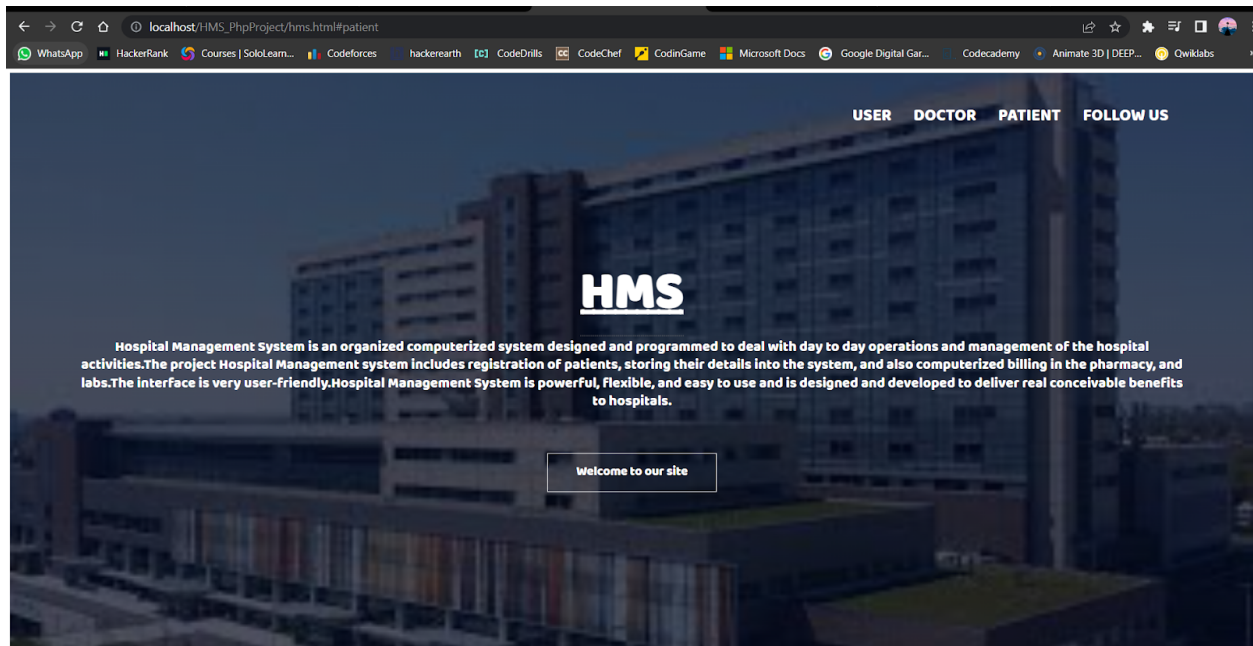 localhost/HMS_PhpProject/hms.html#patient
WhatsApp HackerRank Courses | SoloLearn... Codeforces hackerearth [C] CodeDrills CC CodeChef CodinGame Microsoft Docs Google Digital Gar... Codecademy Animate 3D | DEEP... Qwiklabs
USER DOCTOR PATIENT FOLLOW US
HMS
Hospital Management System is an organized computerized system designed and programmed to deal with day to day operations and management of the hospital
activities.The project Hospital Management system includes registration of patients, storing their details into the system, and also computerized billing in the pharmacy, and
labs.The interface is very user-friendly.Hospital Management System is powerful, flexible, and easy to use and is designed and developed to deliver real conceivable benefits
to hospitals.
Welcome to our site